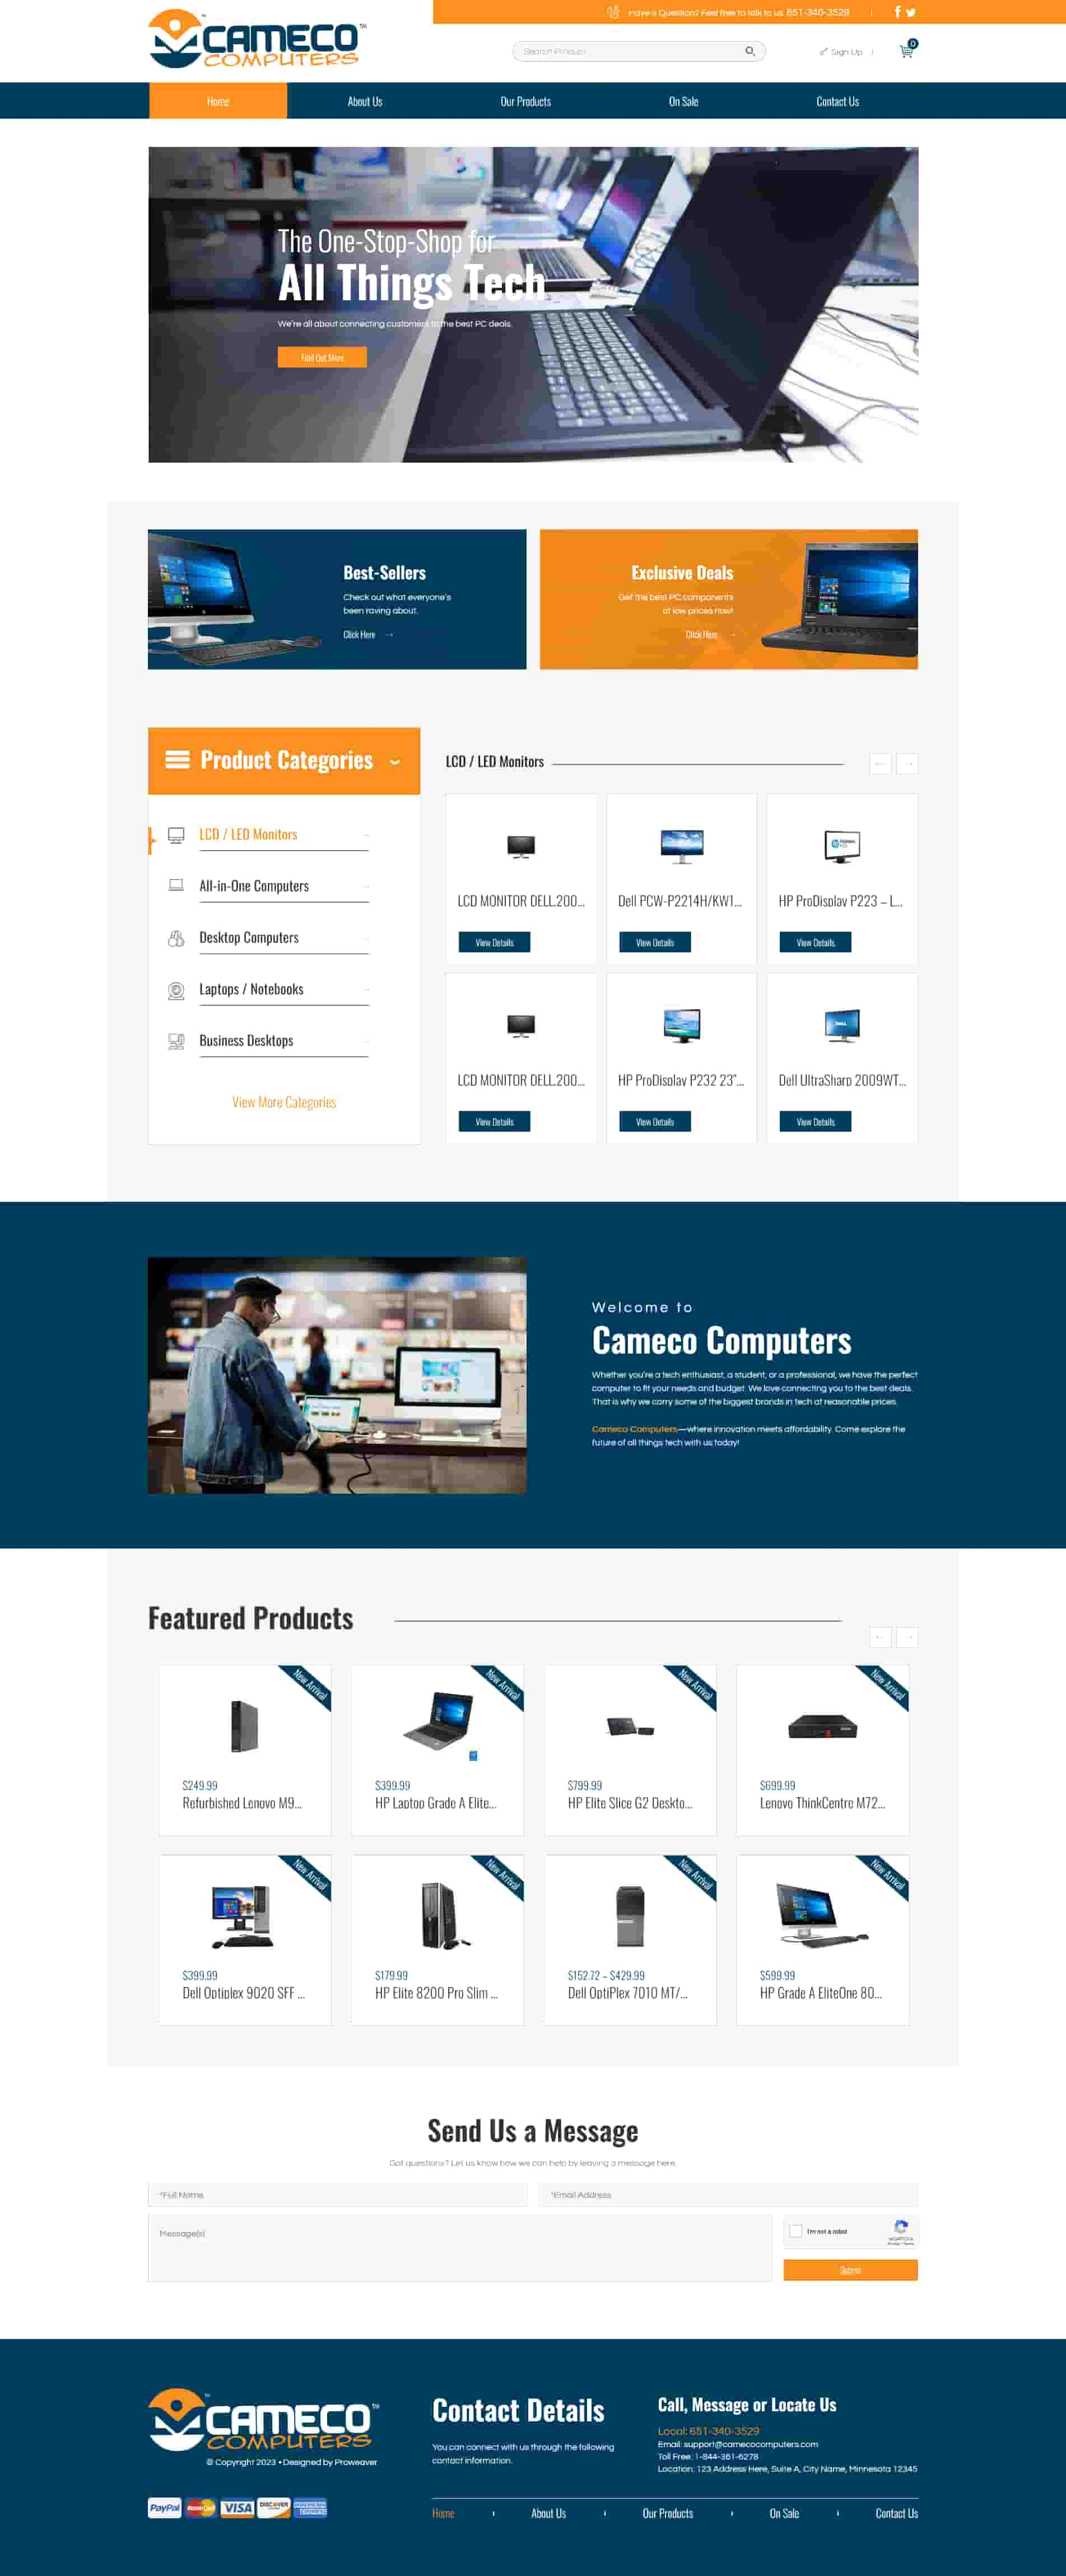 Have a Question? Feel free to talk to us: 651-340-3529
CAMECO™
COMPUTERS
Search Product
Sign Up
0
Home
About Us
Our Products
On Sale
Contact Us
The One-Stop-Shop for
All Things Tech
We're all about connecting customers to the best PC deals.
Find Out More
Best-Sellers
Check out what everyone's
been raving about.
Click Here →
Exclusive Deals
Get the best PC components
at low prices now!
Click Here →
Product Categories
LCD / LED Monitors
All-in-One Computers
Desktop Computers
Laptops / Notebooks
Business Desktops
View More Categories
LCD / LED Monitors
LCD MONITOR DELL.200...
View Details
Dell PCW-P2214H/KW1...
View Details
HP ProDisplay P223 – L...
View Details
LCD MONITOR DELL.200...
View Details
HP ProDisplay P232 23"...
View Details
DELL
Dell UltraSharp 2009WT...
View Details
Welcome to
Cameco Computers
Whether you're a tech enthusiast, a student, or a professional, we have the perfect
computer to fit your needs and budget. We love connecting you to the best deals.
That is why we carry some of the biggest brands in tech at reasonable prices.
Cameco Computers—where innovation meets affordability. Come explore the
future of all things tech with us today!
Featured Products
New Arrival
$249.99
Refurbished Lenovo M9...
New Arrival
$399.99
HP Laptop Grade A Elite...
New Arrival
$799.99
HP Elite Slice G2 Deskto...
New Arrival
$699.99
Lenovo ThinkCentre M72...
New Arrival
$399.99
Dell Optiplex 9020 SFF ...
New Arrival
$179.99
HP Elite 8200 Pro Slim ...
New Arrival
$152.72 – $429.99
Dell OptiPlex 7010 MT/...
New Arrival
$599.99
HP Grade A EliteOne 80...
Send Us a Message
Got questions? Let us know how we can help by leaving a message here.
*Full Name
*Email Address
Message(s)
I'm not a robot
reCAPTCHA
Submit
CAMECO™
COMPUTERS
© Copyright 2023 • Designed by Proweaver
PayPal
MasterCard
VISA
DISCOVER
AMERICAN EXPRESS
Contact Details
You can connect with us through the following
contact information.
Call, Message or Locate Us
Local: 651-340-3529
Email: support@camecocomputers.com
Toll Free: 1-844-361-6278
Location: 123 Address Here, Suite A, City Name, Minnesota 12345
Home
About Us
Our Products
On Sale
Contact Us